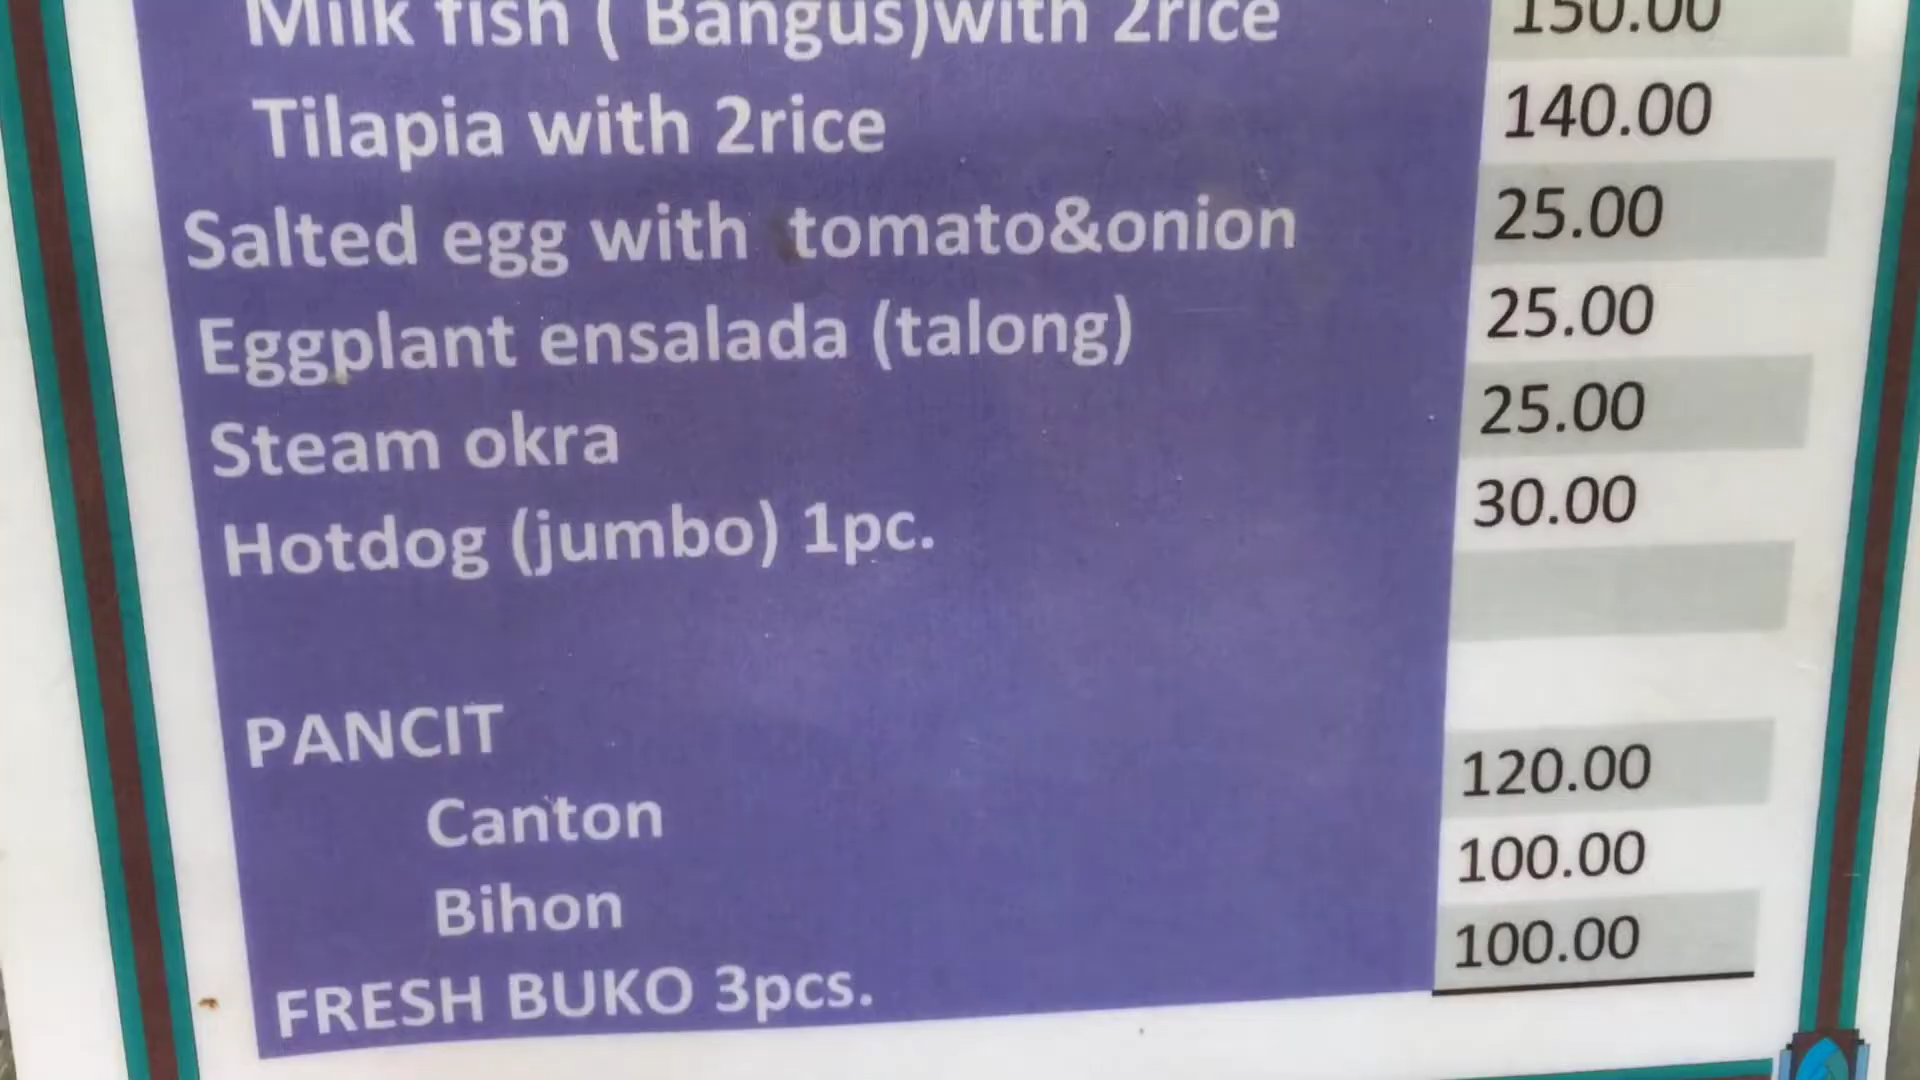 Milk fish ( Bangus)with 2rice 150.00
Tilapia with 2rice 140.00
Salted egg with tomato&onion 25.00
Eggplant ensalada (talong) 25.00
Steam okra 25.00
Hotdog (jumbo) 1pc. 30.00
PANCIT
Canton 120.00
Bihon 100.00
FRESH BUKO 3pcs. 100.00